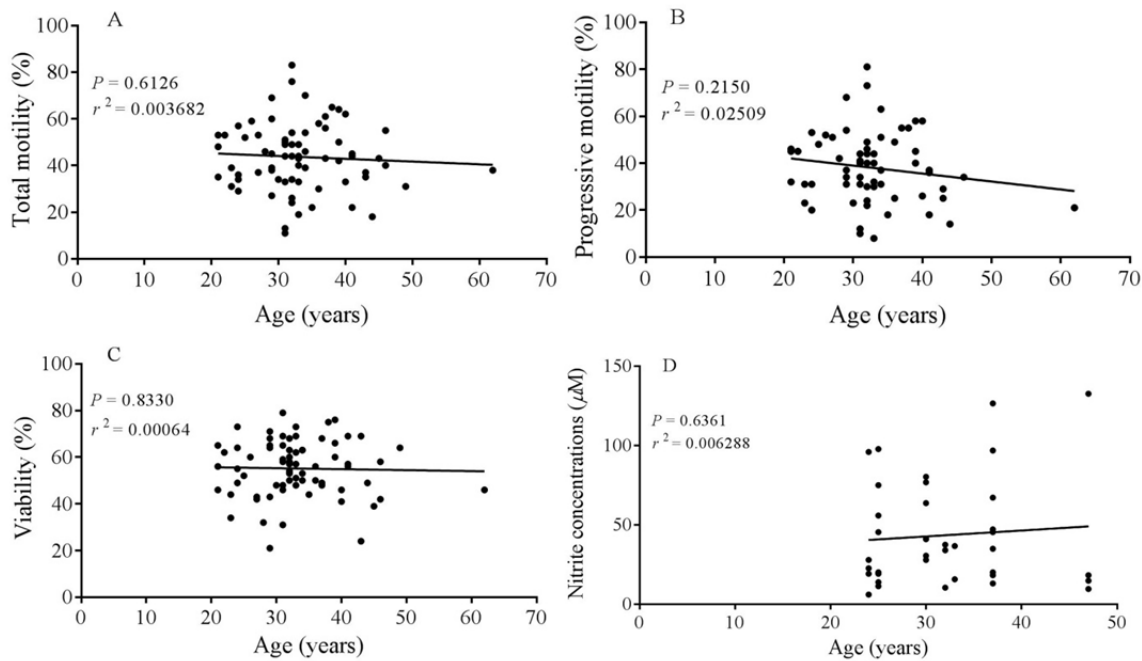 A
Total motility (%)
100
80
60
40
20
0
P = 0.6126
r 2 = 0.003682
0 10 20 30 40 50 60 70
Age (years)
B
Progressive motility (%)
100
80
60
40
20
0
P = 0.2150
r 2 = 0.02509
0 10 20 30 40 50 60 70
Age (years)
C
Viability (%)
100
80
60
40
20
0
P = 0.8330
r 2 = 0.00064
0 10 20 30 40 50 60 70
Age (years)
D
Nitrite concentrations (μM)
150
100
50
0
P = 0.6361
r 2 = 0.006288
0 10 20 30 40 50
Age (years)